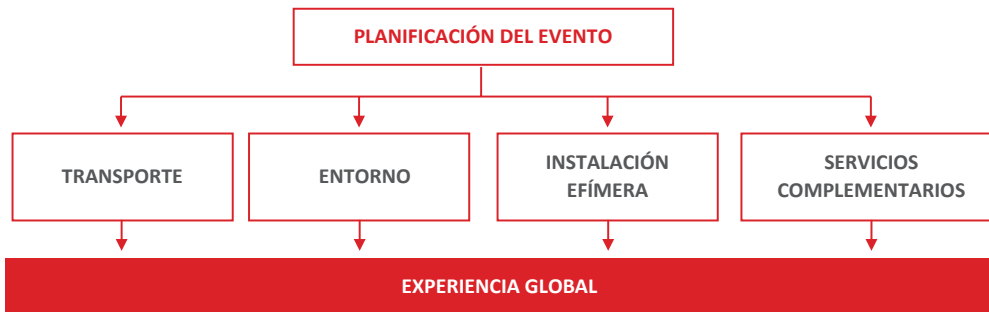 PLANIFICACIÓN DEL EVENTO
TRANSPORTE
ENTORNO
INSTALACIÓN
EFÍMERA
SERVICIOS
COMPLEMENTARIOS
EXPERIENCIA GLOBAL